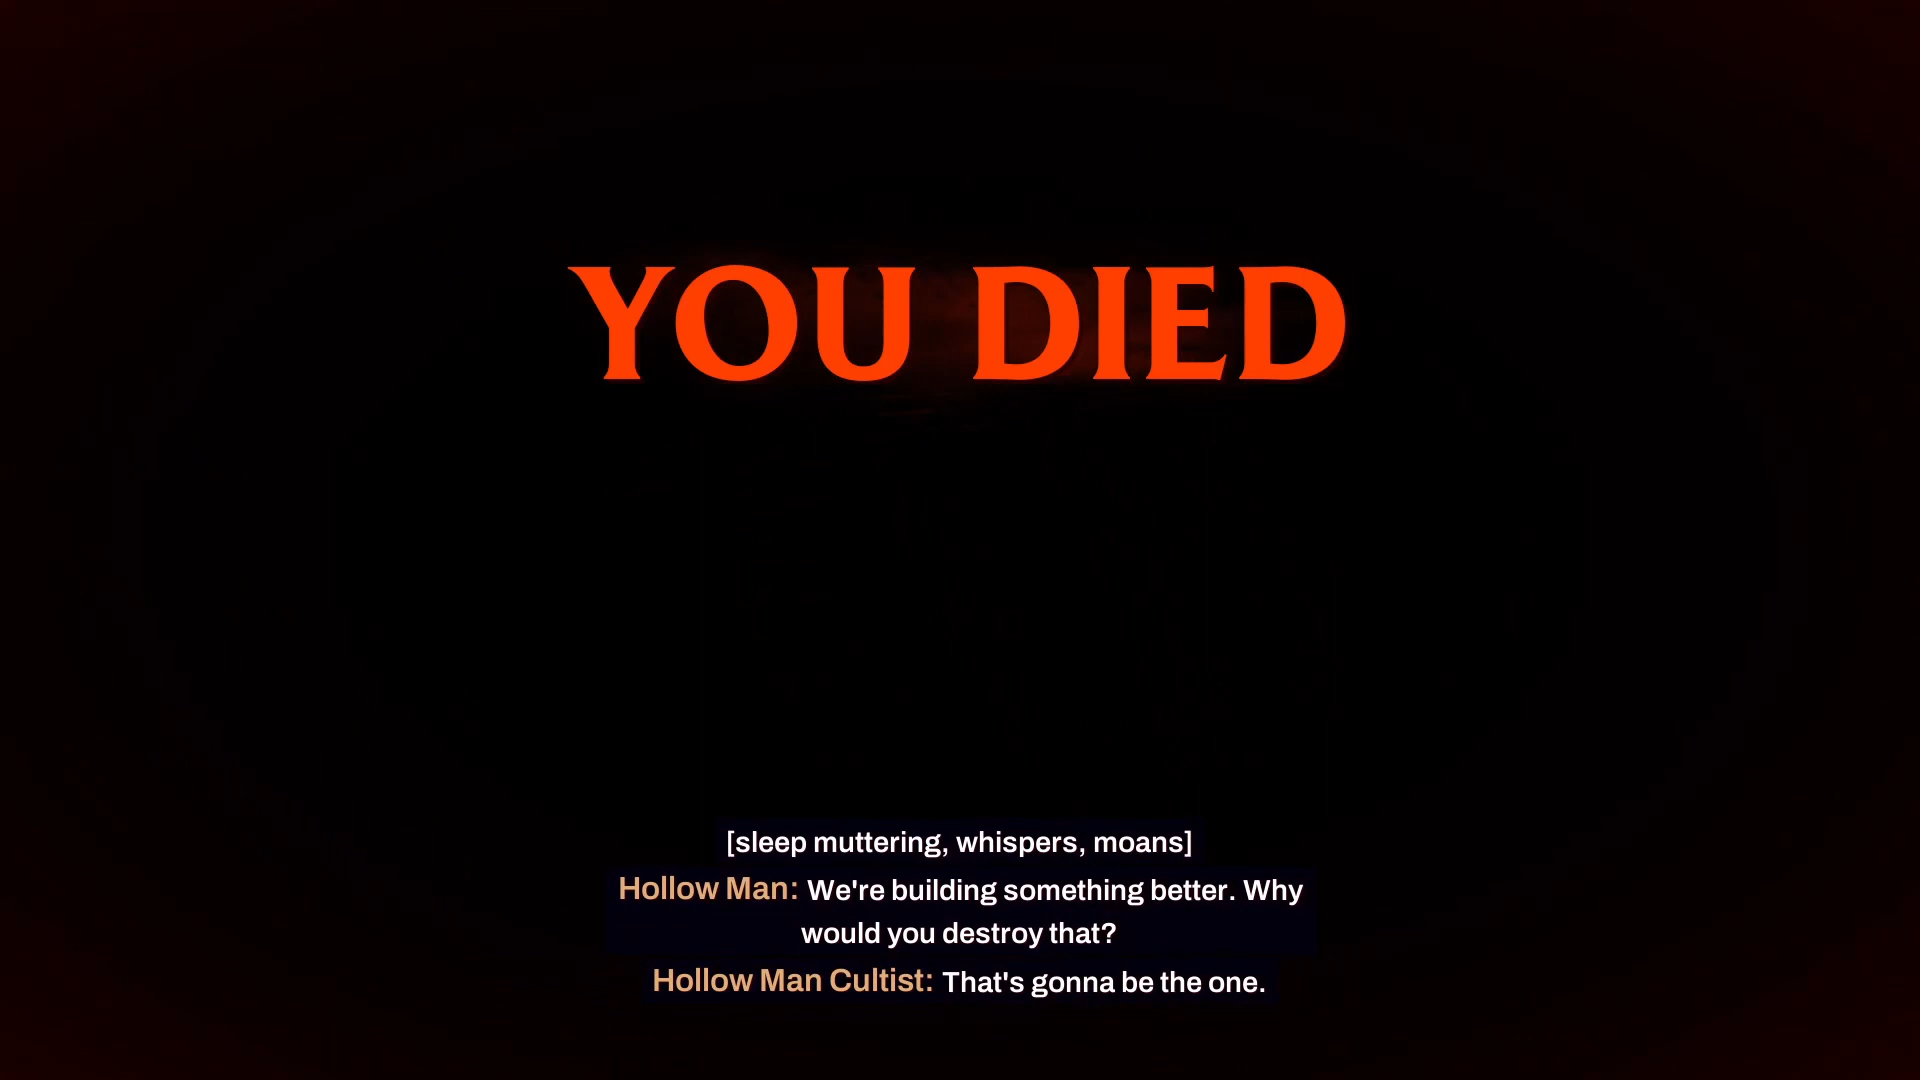 YOU DIED
[sleep muttering, whispers, moans]
Hollow Man: We're building something better. Why
would you destroy that?
Hollow Man Cultist: That's gonna be the one.